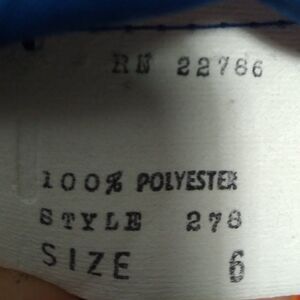 RN 22786
100% POLYESTER
STYLE 278
SIZE 6